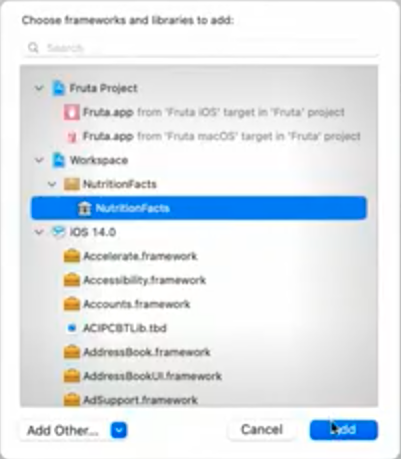 Choose frameworks and libraries to add:
Search
Fruta Project
Fruta.app from 'Fruta iOS' target in 'Fruta' project
Fruta.app from 'Fruta macOS' target in 'Fruta' project
Workspace
NutritionFacts
NutritionFacts
iOS 14.0
Accelerate.framework
Accessibility.framework
Accounts.framework
ACIPCBTLib.tbd
AddressBook.framework
AddressBookUI.framework
AdSupport.framework
Add Other... Cancel Add